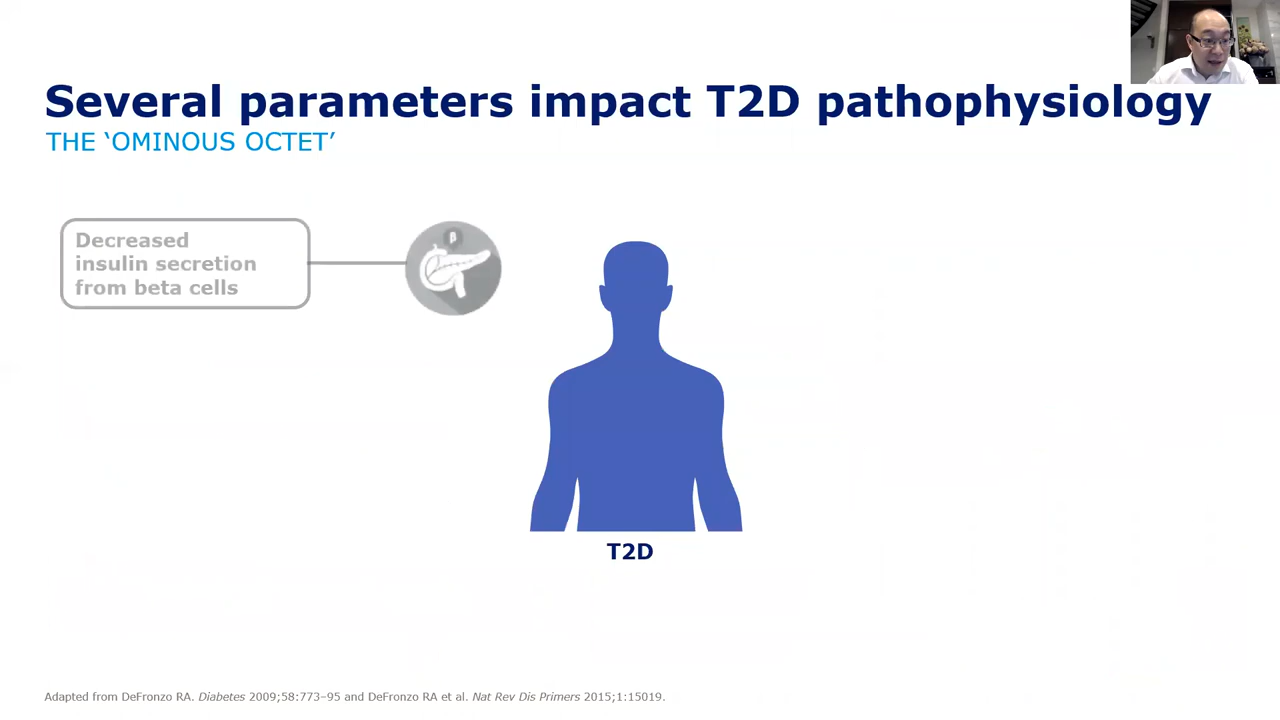 Several parameters impact T2D pathophysiology
THE ‘OMINOUS OCTET’
Decreased
insulin secretion
from beta cells
β
T2D
Adapted from DeFronzo RA. Diabetes 2009;58:773–95 and DeFronzo RA et al. Nat Rev Dis Primers 2015;1:15019.